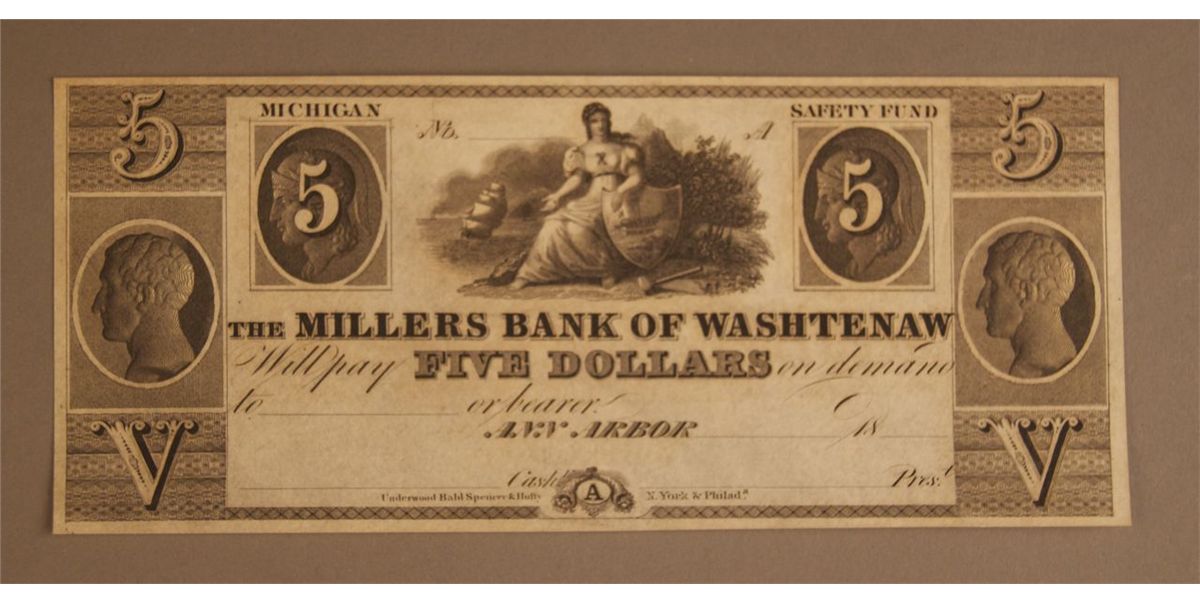 5 MICHIGAN No. A SAFETY FUND 5
5 5
THE MILLERS BANK OF WASHTENAW
Will pay FIVE DOLLARS on demand
to or bearer.
ANN ARBOR 18
V V
Cashr. Prest.
Underwood Bald Spencer & Hufty A N. York & Philada.